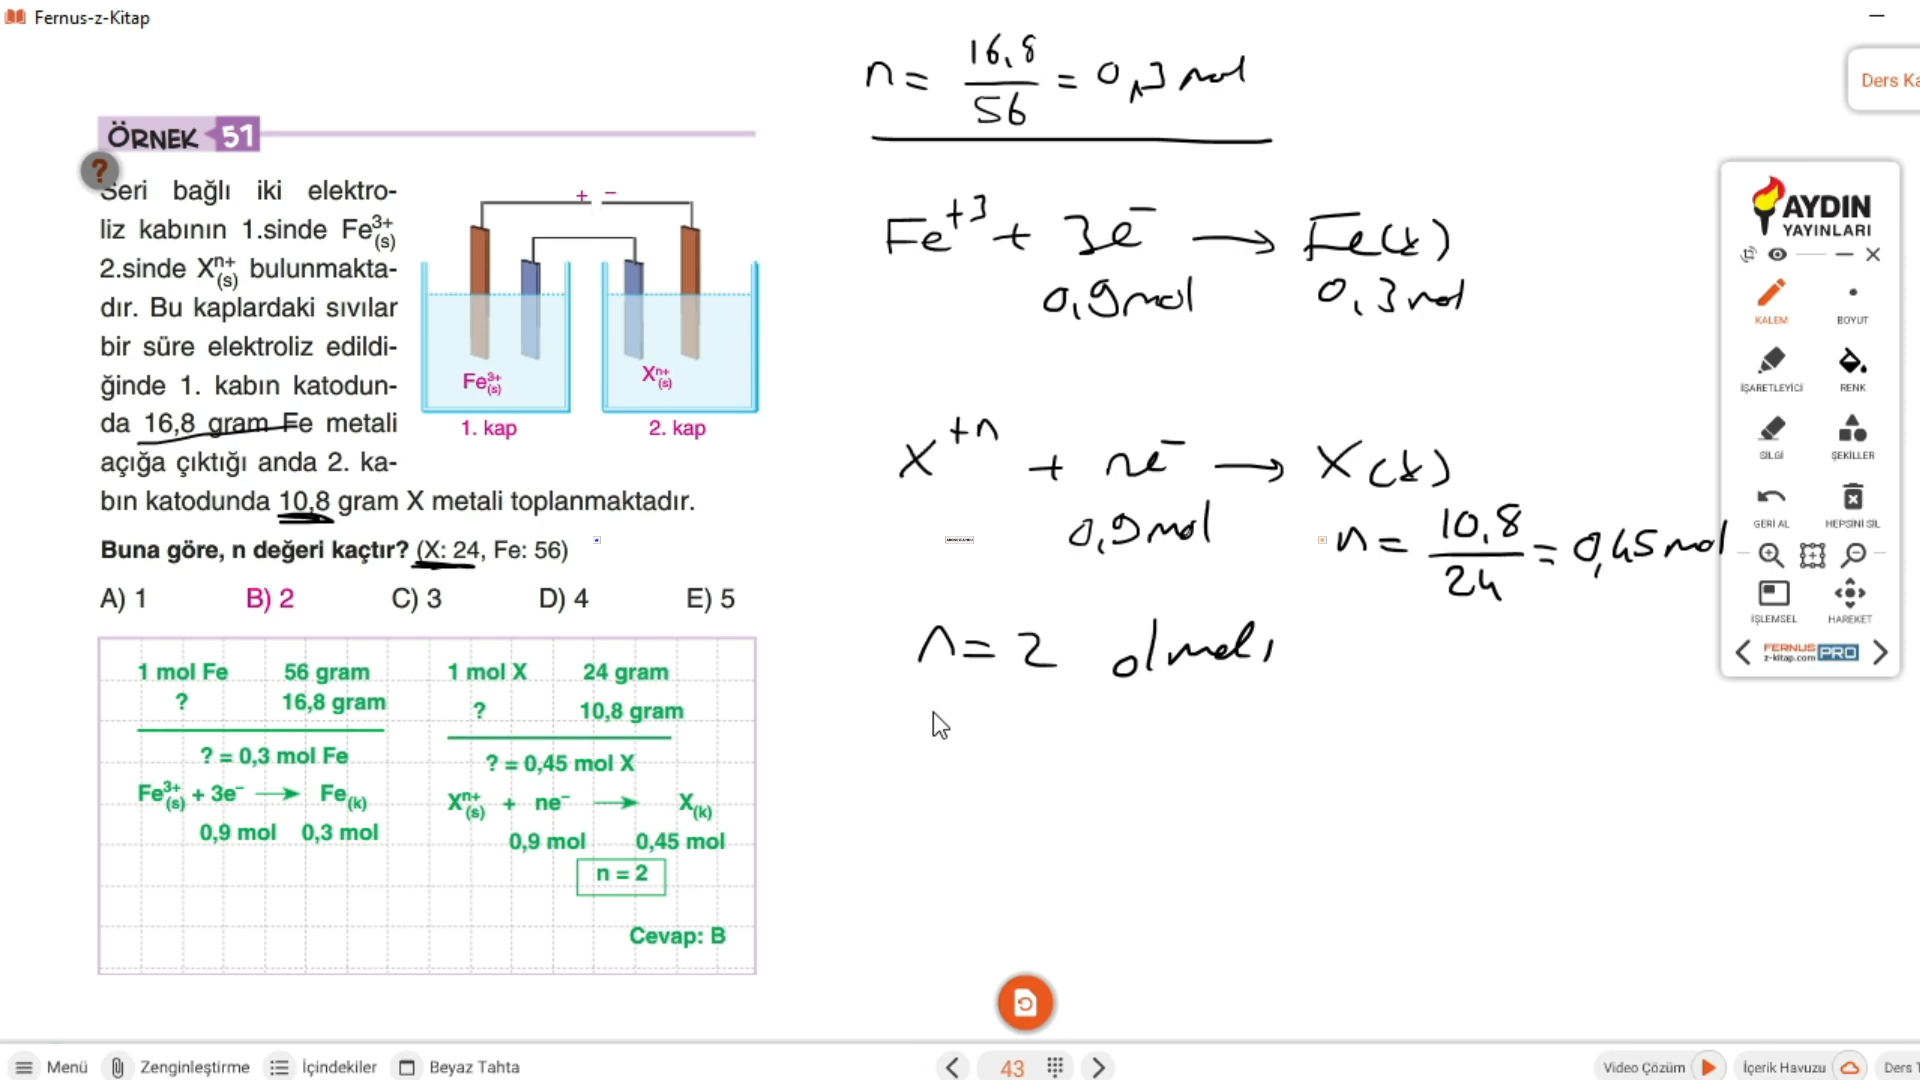 Fernus-z-Kitap
ÖRNEK 51
?
Seri bağlı iki elektro-
liz kabının 1.sinde Fe³⁺(s)
2.sinde Xⁿ⁺(s) bulunmakta-
dır. Bu kaplardaki sıvılar
bir süre elektroliz edildi-
ğinde 1. kabın katodun-
da 16,8 gram Fe metali
açığa çıktığı anda 2. ka-
bın katodunda 10,8 gram X metali toplanmaktadır.
Buna göre, n değeri kaçtır? (X: 24, Fe: 56)
A) 1 B) 2 C) 3 D) 4 E) 5
+ −
Fe³⁺(s) Xⁿ⁺(s)
1. kap 2. kap
1 mol Fe 56 gram
? 16,8 gram
? = 0,3 mol Fe
Fe³⁺(s) + 3e⁻ → Fe(k)
0,9 mol 0,3 mol
1 mol X 24 gram
? 10,8 gram
? = 0,45 mol X
Xⁿ⁺(s) + ne⁻ → X(k)
0,9 mol 0,45 mol
n = 2
Cevap: B
n = 16,8/56 = 0,3 mol
Fe⁺³ + 3e⁻ → Fe(k)
0,9 mol 0,3 mol
X⁺ⁿ + ne⁻ → X(k)
0,9 mol n = 10,8/24 = 0,45 mol
n = 2 olmalı
Ders Ka
AYDIN
YAYINLARI
KALEM BOYUT
İŞARETLEYİCİ RENK
SİLGİ ŞEKİLLER
GERİ AL HEPSİNİ SİL
İŞLEMSEL HAREKET
FERNUS
z-kitap.com PRO
Menü Zenginleştirme İçindekiler Beyaz Tahta 43 Video Çözüm İçerik Havuzu Ders T